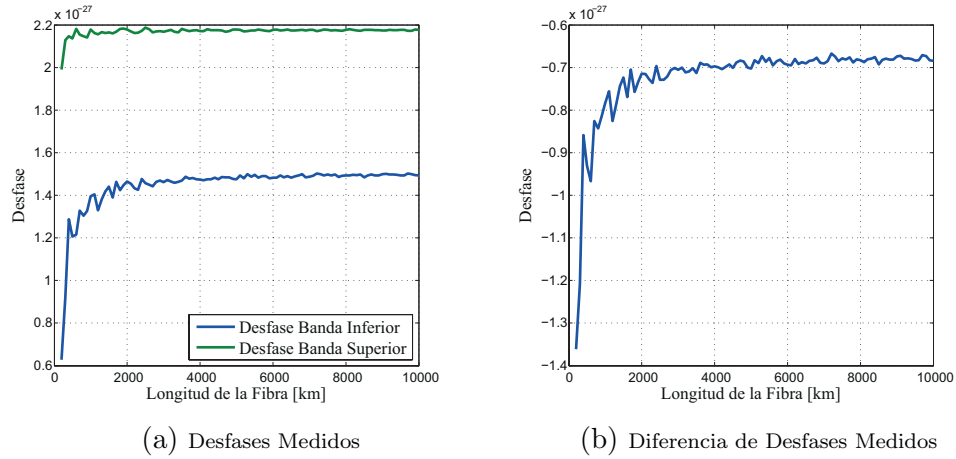 x 10^-27
2.2
2
1.8
1.6
1.4
1.2
1
0.8
0.6
0 2000 4000 6000 8000 10000
Desfase
Longitud de la Fibra [km]
Desfase Banda Inferior
Desfase Banda Superior
(a) Desfases Medidos
x 10^-27
−0.6
−0.7
−0.8
−0.9
−1
−1.1
−1.2
−1.3
−1.4
0 2000 4000 6000 8000 10000
Desfase
Longitud de la Fibra [km]
(b) Diferencia de Desfases Medidos